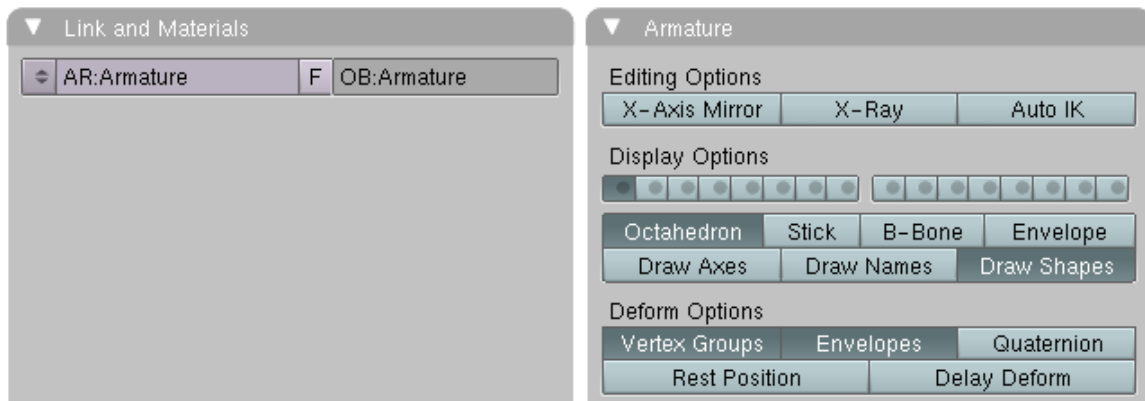 Link and Materials
AR:Armature F OB:Armature
Armature
Editing Options
X-Axis Mirror X-Ray Auto IK
Display Options
Octahedron Stick B-Bone Envelope
Draw Axes Draw Names Draw Shapes
Deform Options
Vertex Groups Envelopes Quaternion
Rest Position Delay Deform